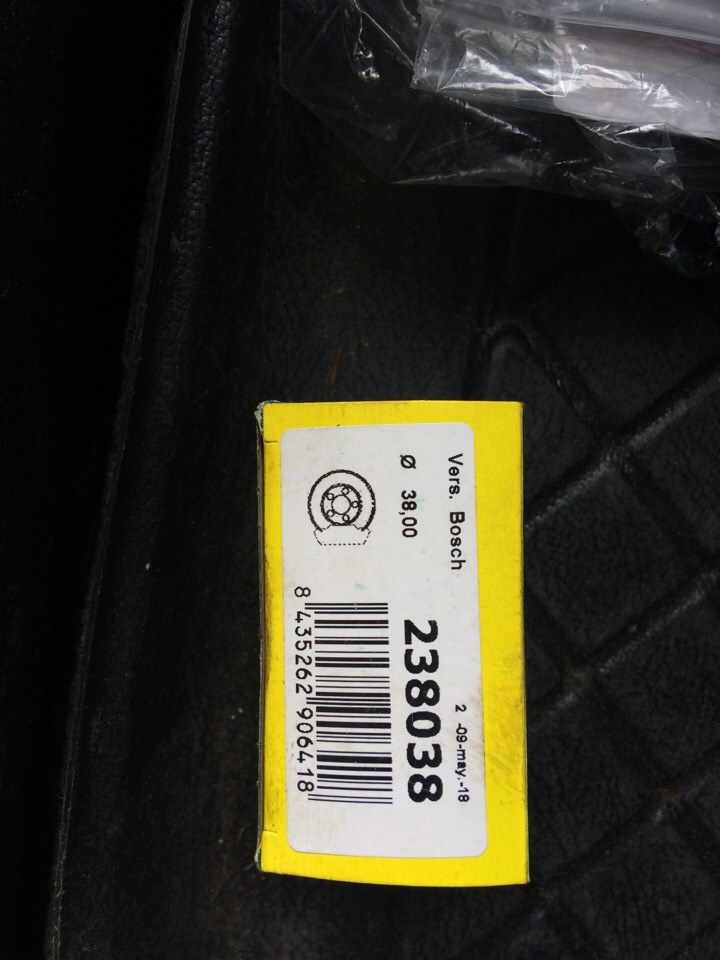 Vers. Bosch
Ø 38,00
238038
2 -09-may.-18
8 435262 906418